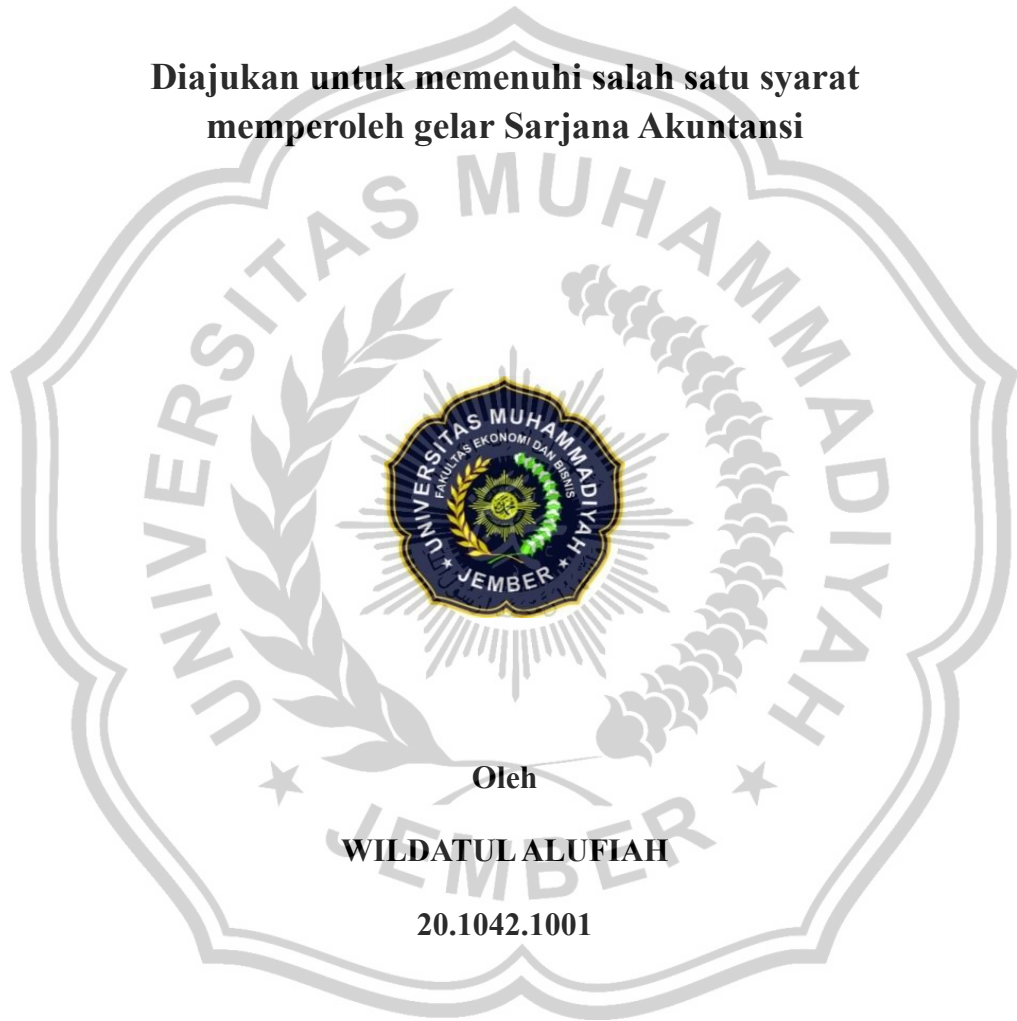 Diajukan untuk memenuhi salah satu syarat
memperoleh gelar Sarjana Akuntansi
UNIVERSITAS MUHAMMADIYAH
JEMBER
UNIVERSITAS MUHAMMADIYAH
FAKULTAS EKONOMI DAN BISNIS
JEMBER
Oleh
WILDATUL ALUFIAH
20.1042.1001